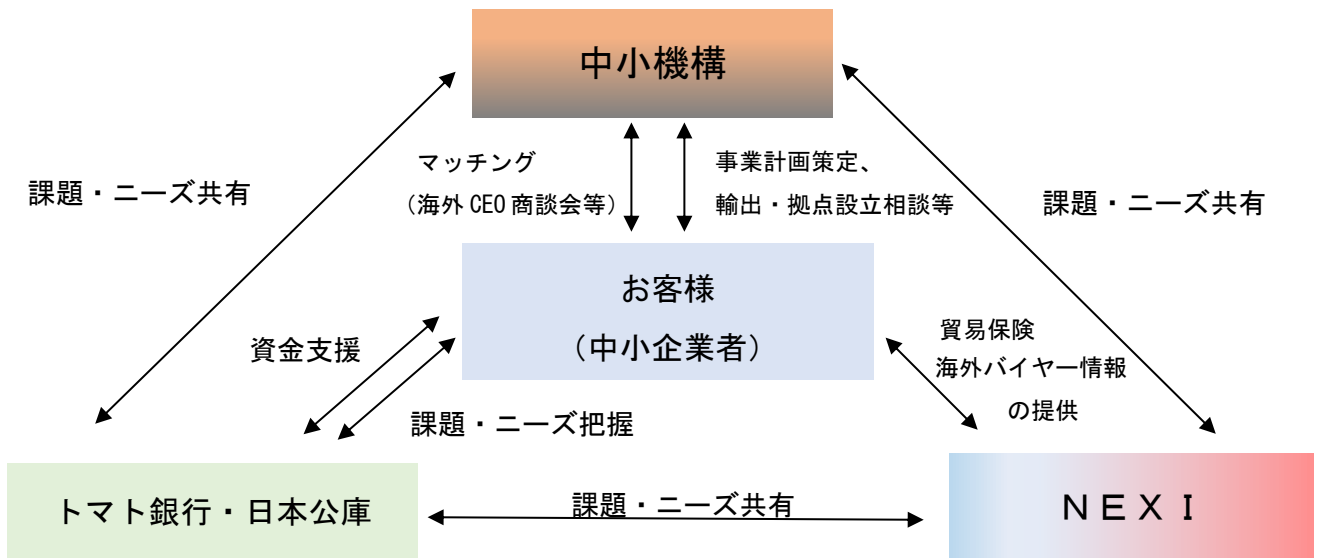 中小機構
マッチング
（海外 CEO 商談会等）
事業計画策定、
輸出・拠点設立相談等
課題・ニーズ共有
課題・ニーズ共有
お客様
（中小企業者）
資金支援
課題・ニーズ把握
貿易保険
海外バイヤー情報
の提供
トマト銀行・日本公庫
課題・ニーズ共有
ＮＥＸＩ